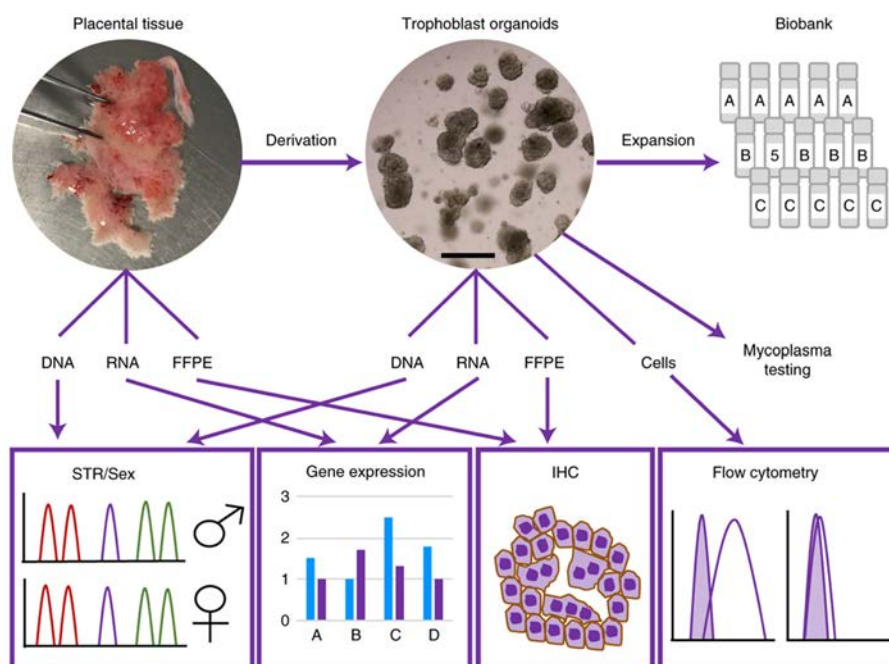 Placental tissue
Trophoblast organoids
Biobank
Derivation
Expansion
A A A A A
B 5 B B B
C C C C C
DNA RNA FFPE
DNA RNA FFPE
Cells
Mycoplasma
testing
STR/Sex
Gene expression
3
2
1
0
A B C D
IHC
Flow cytometry